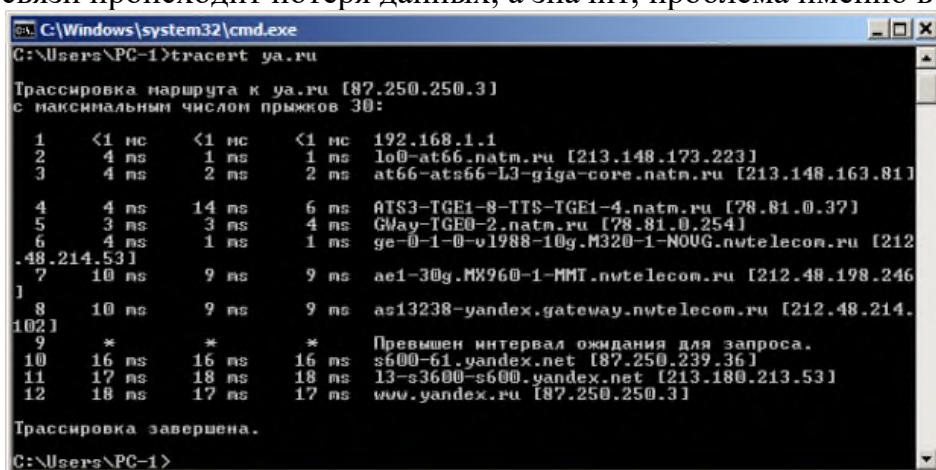 связи происходит потеря данных, а значит, проблема именно в
C:\Windows\system32\cmd.exe
C:\Users\PC-1>tracert ya.ru
Трассировка маршрута к ya.ru [87.250.250.3]
с максимальным числом прыжков 30:
1 <1 мс <1 мс <1 мс 192.168.1.1
2 4 ms 1 ms 1 ms lo0-at66.natm.ru [213.148.173.223]
3 4 ms 2 ms 2 ms at66-ats66-L3-giga-core.natm.ru [213.148.163.81]
4 4 ms 14 ms 6 ms ATS3-TGE1-8-TTS-TGE1-4.natm.ru [78.81.0.37]
5 3 ms 3 ms 4 ms GWay-TGE0-2.natm.ru [78.81.0.254]
6 4 ms 1 ms 1 ms ge-0-1-0-v1988-10g.M320-1-NOVG.nwtelecom.ru [212
.48.214.53]
7 10 ms 9 ms 9 ms ae1-30g.MX960-1-MMT.nwtelecom.ru [212.48.198.246
]
8 10 ms 9 ms 9 ms as13238-yandex.gateway.nwtelecom.ru [212.48.214.
102]
9 * * * Превышен интервал ожидания для запроса.
10 16 ms 16 ms 16 ms s600-61.yandex.net [87.250.239.36]
11 17 ms 18 ms 18 ms l3-s3600-s600.yandex.net [213.180.213.53]
12 18 ms 17 ms 17 ms www.yandex.ru [87.250.250.3]
Трассировка завершена.
C:\Users\PC-1>